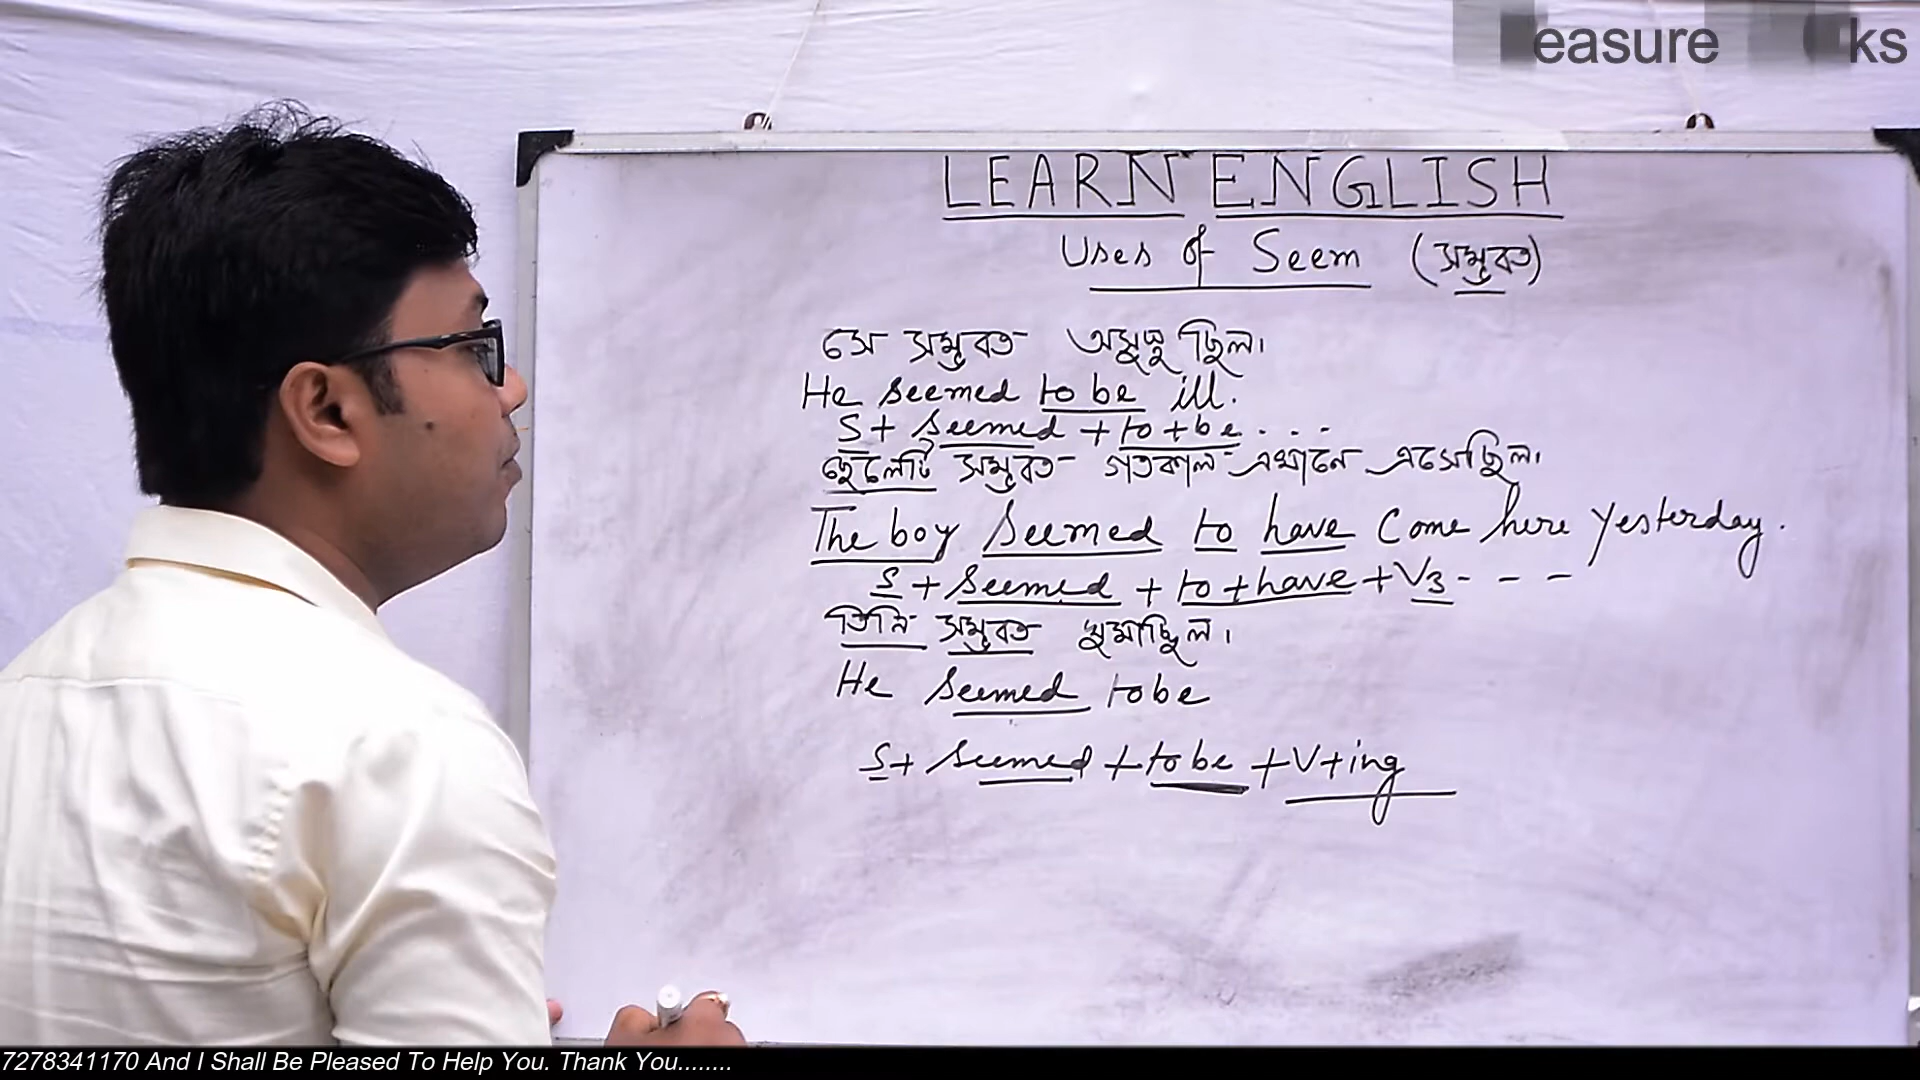 easure ks
LEARN ENGLISH
Uses of Seem (সম্ভবত)
সে সম্ভবত অসুস্থ ছিল।
He seemed to be ill.
S+ Seemed + to + be . . .
ছেলেটি সম্ভবত গতকাল এখানে এসেছিল।
The boy Seemed to have Come here yesterday.
S + Seemed + to + have + V3 - - -
তিনি সম্ভবত ঘুমাচ্ছিল।
He Seemed to be
S+ Seemed + to be + V+ing
7278341170 And I Shall Be Pleased To Help You. Thank You........